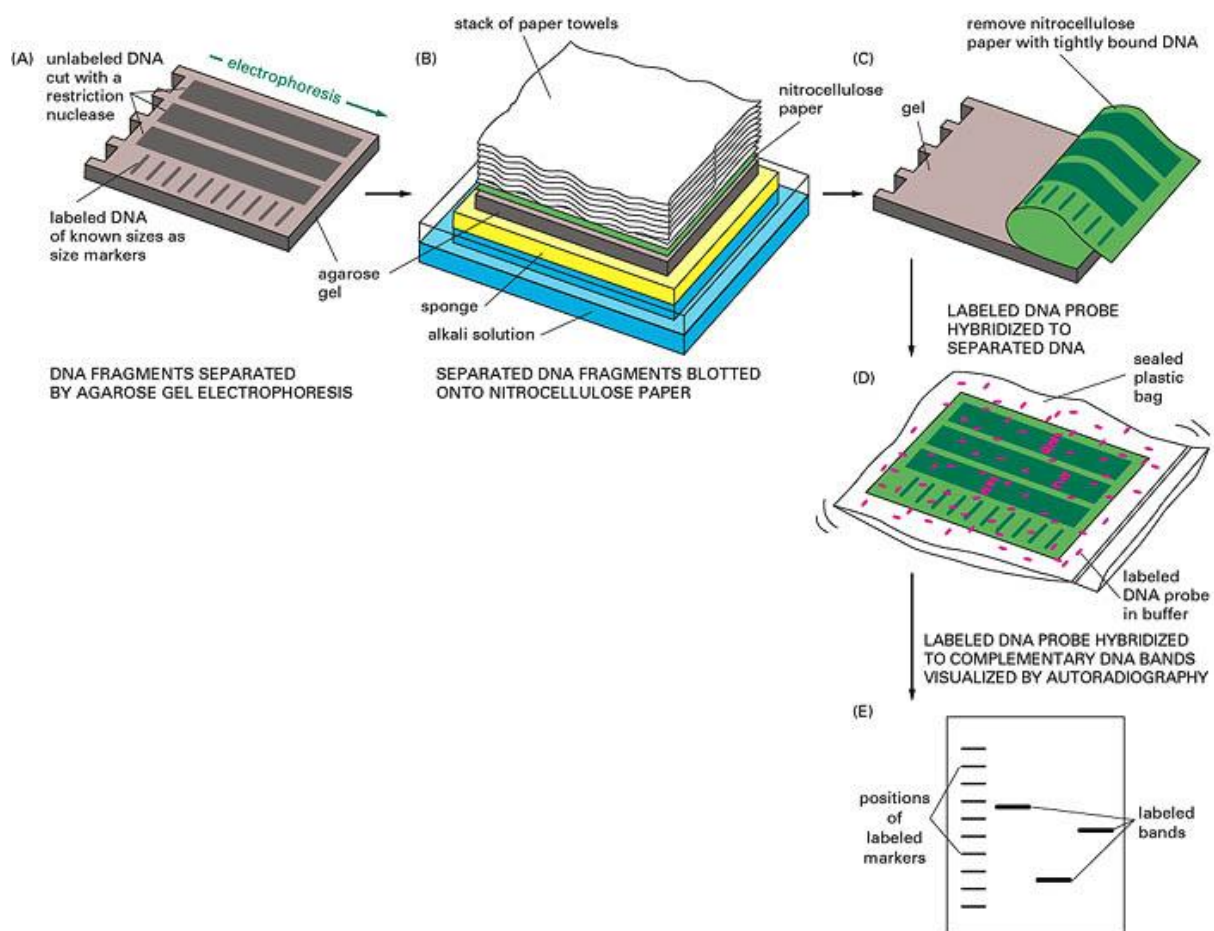 (A)
unlabeled DNA
cut with a
restriction
nuclease
electrophoresis
labeled DNA
of known sizes as
size markers
agarose
gel
DNA FRAGMENTS SEPARATED
BY AGAROSE GEL ELECTROPHORESIS
(B)
stack of paper towels
nitrocellulose
paper
sponge
alkali solution
SEPARATED DNA FRAGMENTS BLOTTED
ONTO NITROCELLULOSE PAPER
(C)
remove nitrocellulose
paper with tightly bound DNA
gel
LABELED DNA PROBE
HYBRIDIZED TO
SEPARATED DNA
(D)
sealed
plastic
bag
labeled
DNA probe
in buffer
LABELED DNA PROBE HYBRIDIZED
TO COMPLEMENTARY DNA BANDS
VISUALIZED BY AUTORADIOGRAPHY
(E)
positions
of
labeled
markers
labeled
bands